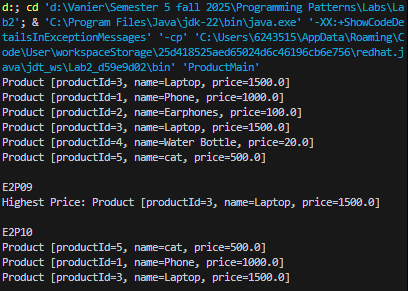 d:; cd 'd:\Vanier\Semester 5 fall 2025\Programming Patterns\Labs\La
b2'; & 'C:\Program Files\Java\jdk-22\bin\java.exe' '-XX:+ShowCodeDe
tailsInExceptionMessages' '-cp' 'C:\Users\6243515\AppData\Roaming\C
ode\User\workspaceStorage\25d418525aed65024d6c46196cb6e756\redhat.j
ava\jdt_ws\Lab2_d59e9d02\bin' 'ProductMain'
Product [productId=3, name=Laptop, price=1500.0]
Product [productId=1, name=Phone, price=1000.0]
Product [productId=2, name=Earphones, price=100.0]
Product [productId=3, name=Laptop, price=1500.0]
Product [productId=4, name=Water Bottle, price=20.0]
Product [productId=5, name=cat, price=500.0]

E2P09
Highest Price: Product [productId=3, name=Laptop, price=1500.0]

E2P10
Product [productId=5, name=cat, price=500.0]
Product [productId=1, name=Phone, price=1000.0]
Product [productId=3, name=Laptop, price=1500.0]